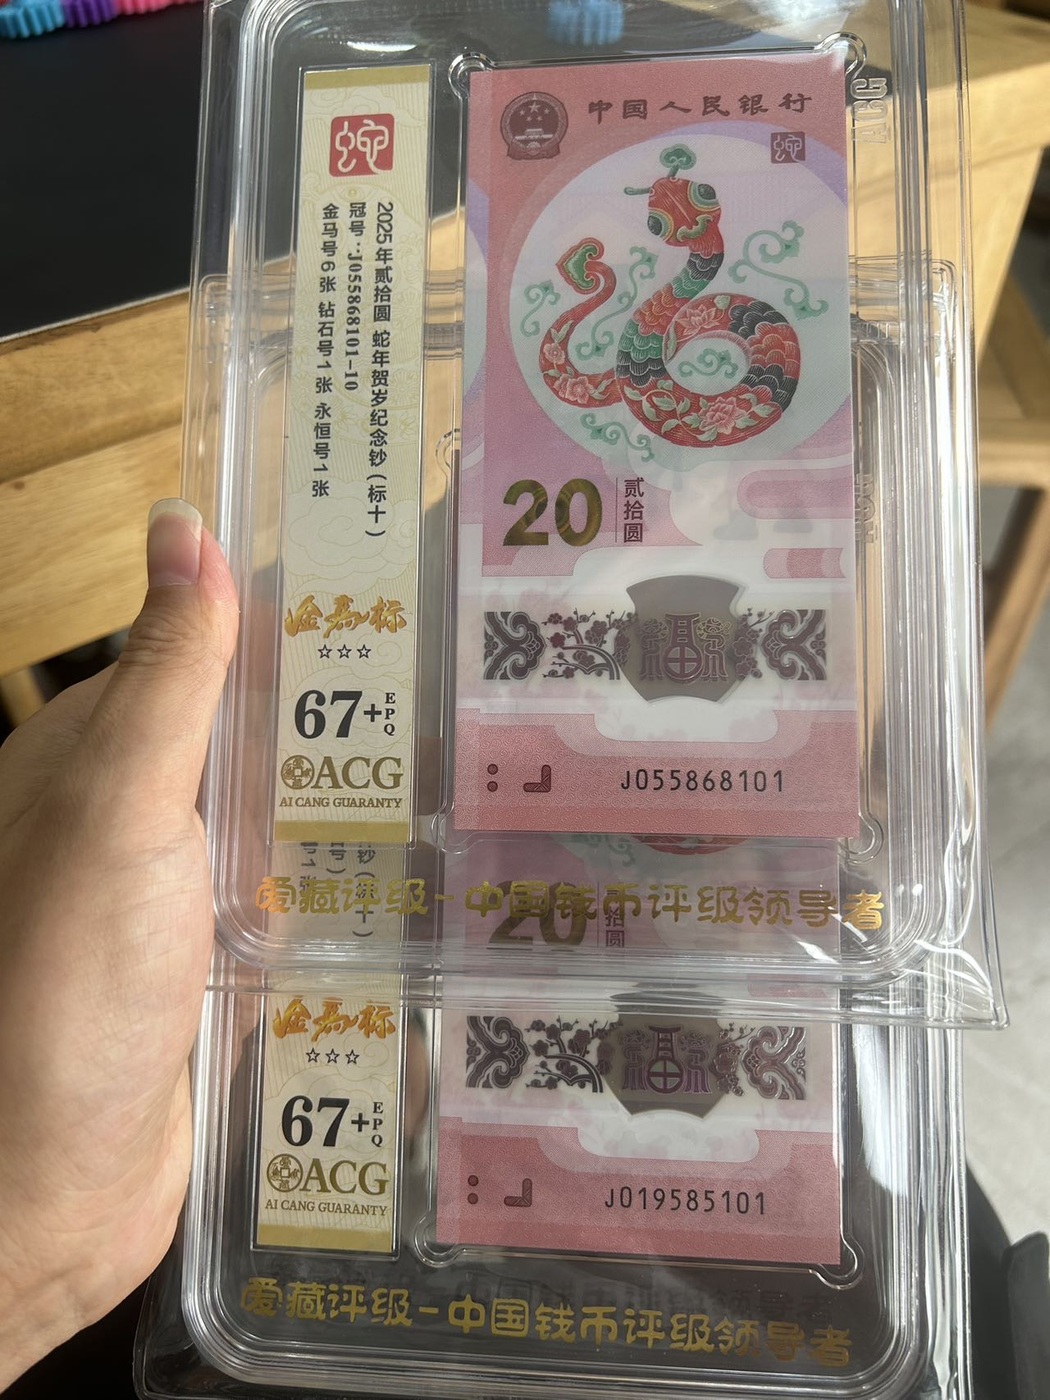 蛇
2025年贰拾圆 蛇年贺岁纪念钞(标十)
冠号:J055868101-10
金马号6张 钻石号1张 永恒号1张
金马标
☆☆☆
67+EPQ
ACG
AI CANG GUARANTY
中国人民银行
蛇
20
贰拾圆
福
J055868101
ACG
爱藏评级-中国钱币评级领导者
20
拾圆
金马标
☆☆☆
67+EPQ
ACG
AI CANG GUARANTY
福
J019585101
爱藏评级-中国钱币评级领导者